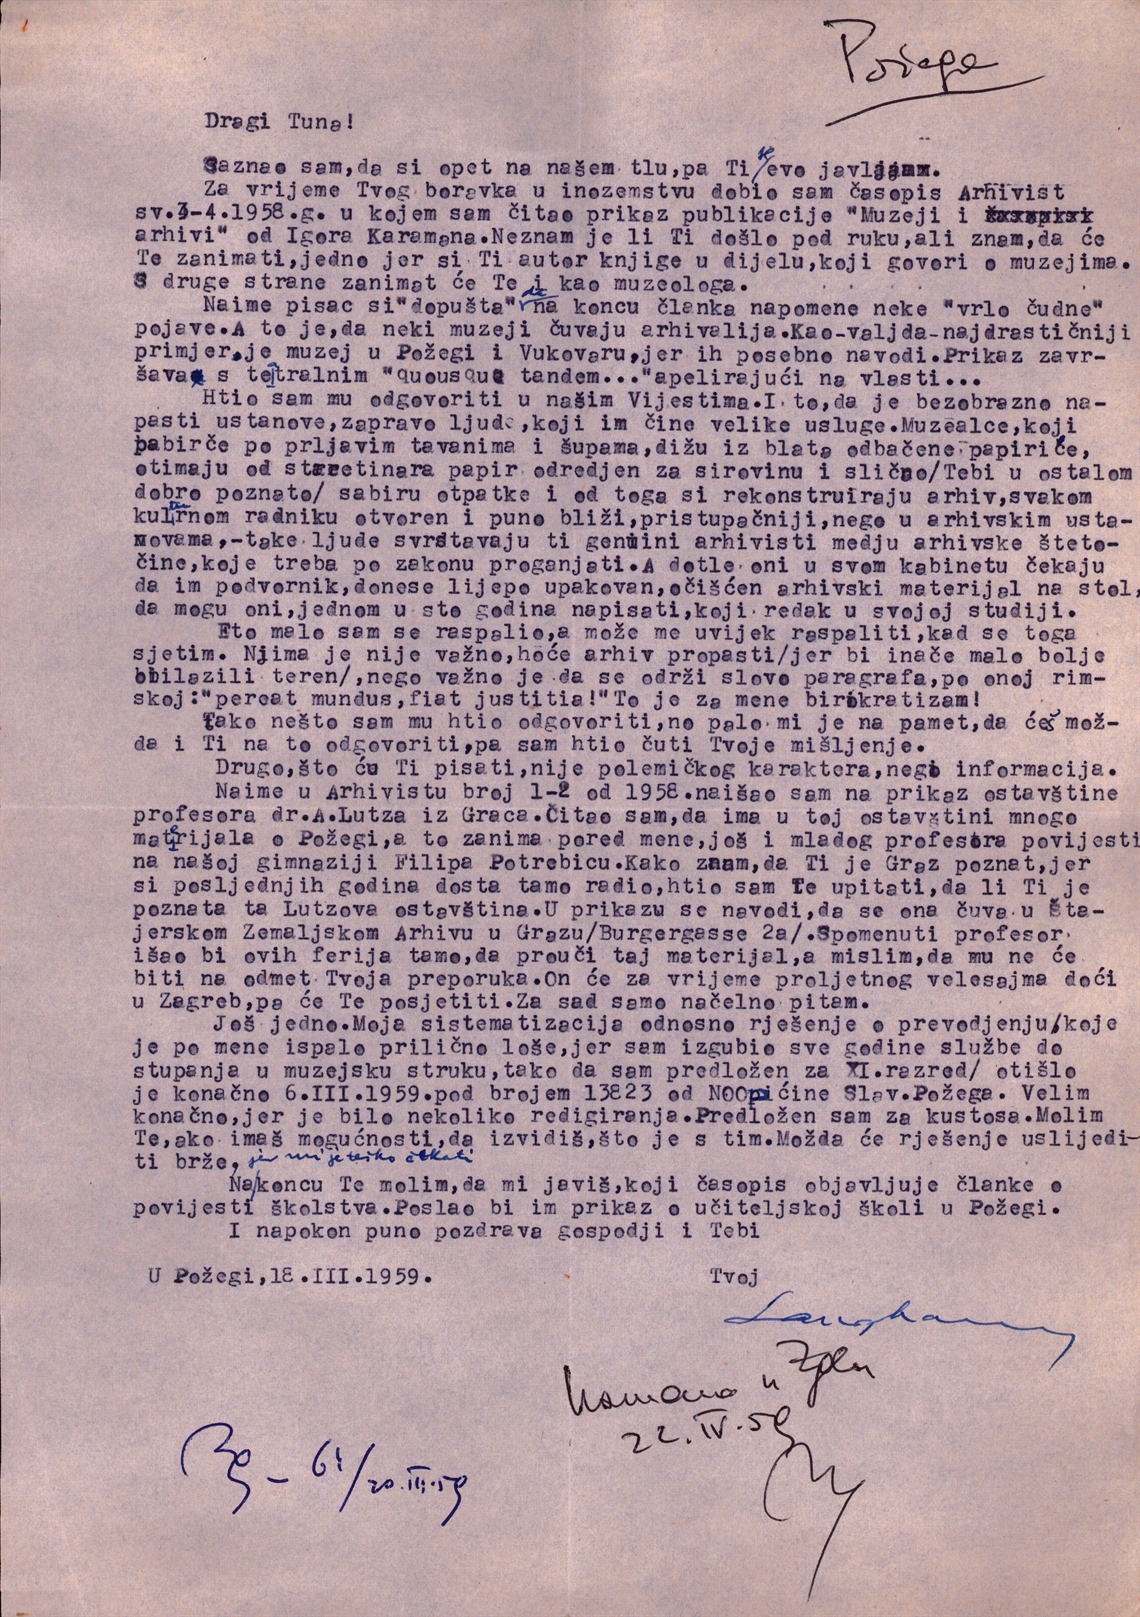 Požega
Dragi Tuna!
Saznao sam,da si opet na našem tlu,pa Ti se evo javljam.
Za vrijeme Tvog boravka u inozemstvu dobio sam časopis Arhivist
sv.3-4.1958.g. u kojem sam čitao prikaz publikacije "Muzeji i
arhivi" od Igora Karamana.Neznam je li Ti došlo pod ruku,ali znam,da će
Te zanimati,jedno jer si Ti autor knjige u dijelu,koji govori o muzejima.
S druge strane zanimat će Te i kao muzeologa.
Naime pisac si"dopušta" da na koncu članka napomene neke "vrlo čudne"
pojave.A to je,da neki muzeji čuvaju arhivalija.Kao-valjda-najdrastičniji
primjer,je muzej u Požegi i Vukovaru,jer ih posebno navodi.Prikaz zavr-
šava s teatralnim "quousque tandem..."apelirajući na vlasti...
Htio sam mu odgovoriti u našim Vijestima.I to,da je bezobrazno na-
pasti ustanove,zapravo ljude,koji im čine velike usluge.Muzealce,koji
pabirče po prljavim tavanima i šupama,dižu iz blata odbačene papiriće,
otimaju od staretinara papir odredjen za sirovinu i slično/Tebi u ostalom
dobro poznato/ sabiru otpatke i od toga si rekonstruiraju arhiv,svakom
kulturnom radniku otvoren i puno bliži,pristupačniji,nego u arhivskim usta-
novama,-take ljude svrstavaju ti genuini arhivisti medju arhivske šteto-
čine,koje treba po zakonu proganjati.A dotle oni u svom kabinetu čekaju
da im podvornik,donese lijepo upakovan,očišćen arhivski materijal na stol,
da mogu oni,jednom u sto godina napisati,koji redak u svojoj studiji.
Eto malo sam se raspalio,a može me uvijek raspaliti,kad se toga
sjetim. Njima je nije važno,hoće arhiv propasti/jer bi inače malo bolje
obilazili teren/,nego važno je da se održi slovo paragrafa,po onoj rim-
skoj:"pereat mundus,fiat justitia!"To je za mene birokratizam!
Tako nešto sam mu htio odgovoriti,no palo mi je na pamet,da ćeš mož-
da i Ti na to odgovoriti,pa sam htio čuti Tvoje mišljenje.
Drugo,što ću Ti pisati,nije polemičkog karaktera,nego informacija.
Naime u Arhivistu broj 1-2 od 1958.naišao sam na prikaz ostavštine
profesora dr.A.Lutza iz Graca.Čitao sam,da ima u toj ostavštini mnogo
materijala o Požegi,a to zanima pored mene,još i mladog profesora povijesti
na našoj gimnaziji Filipa Potrebicu.Kako znam,da Ti je Graz poznat,jer
si posljednjih godina dosta tamo radio,htio sam Te upitati,da li Ti je
poznata ta Lutzova ostavština.U prikazu se navodi,da se ona čuva u Šta-
jerskom Zemaljskom Arhivu u Grazu/Burgergasse 2a/.Spomenuti profesor
išao bi ovih ferija tamo,da prouči taj materijal,a mislim,da mu ne će
biti na odmet Tvoja preporuka.On će za vrijeme proljetnog velesajma doći
u Zagreb,pa će Te posjetiti.Za sad samo načelno pitam.
Još jedno.Moja sistematizacija odnosno rješenje o prevodjenju/koje
je po mene ispalo prilično loše,jer sam izgubio sve godine službe do
stupanja u muzejsku struku,tako da sam predložen za XI.razred/ otišlo
je konačno 6.III.1959.pod brojem 13823 od NOOpićine Slav.Požega. Velim
konačno,jer je bilo nekoliko redigiranja.Predložen sam za kustosa.Molim
Te,ako imaš mogućnosti,da izvidiš,što je s tim.Možda će rješenje uslijedi-
ti brže, jer mi je teško čekati
Na/koncu Te molim,da mi javiš,koji časopis objavljuje članke o
povijesti školstva.Poslao bi im prikaz o učiteljskoj školi u Požegi.
I napokon puno pozdrava gospodji i Tebi
U Požegi,18.III.1959.
Tvoj
22.IV.59
20.III.59